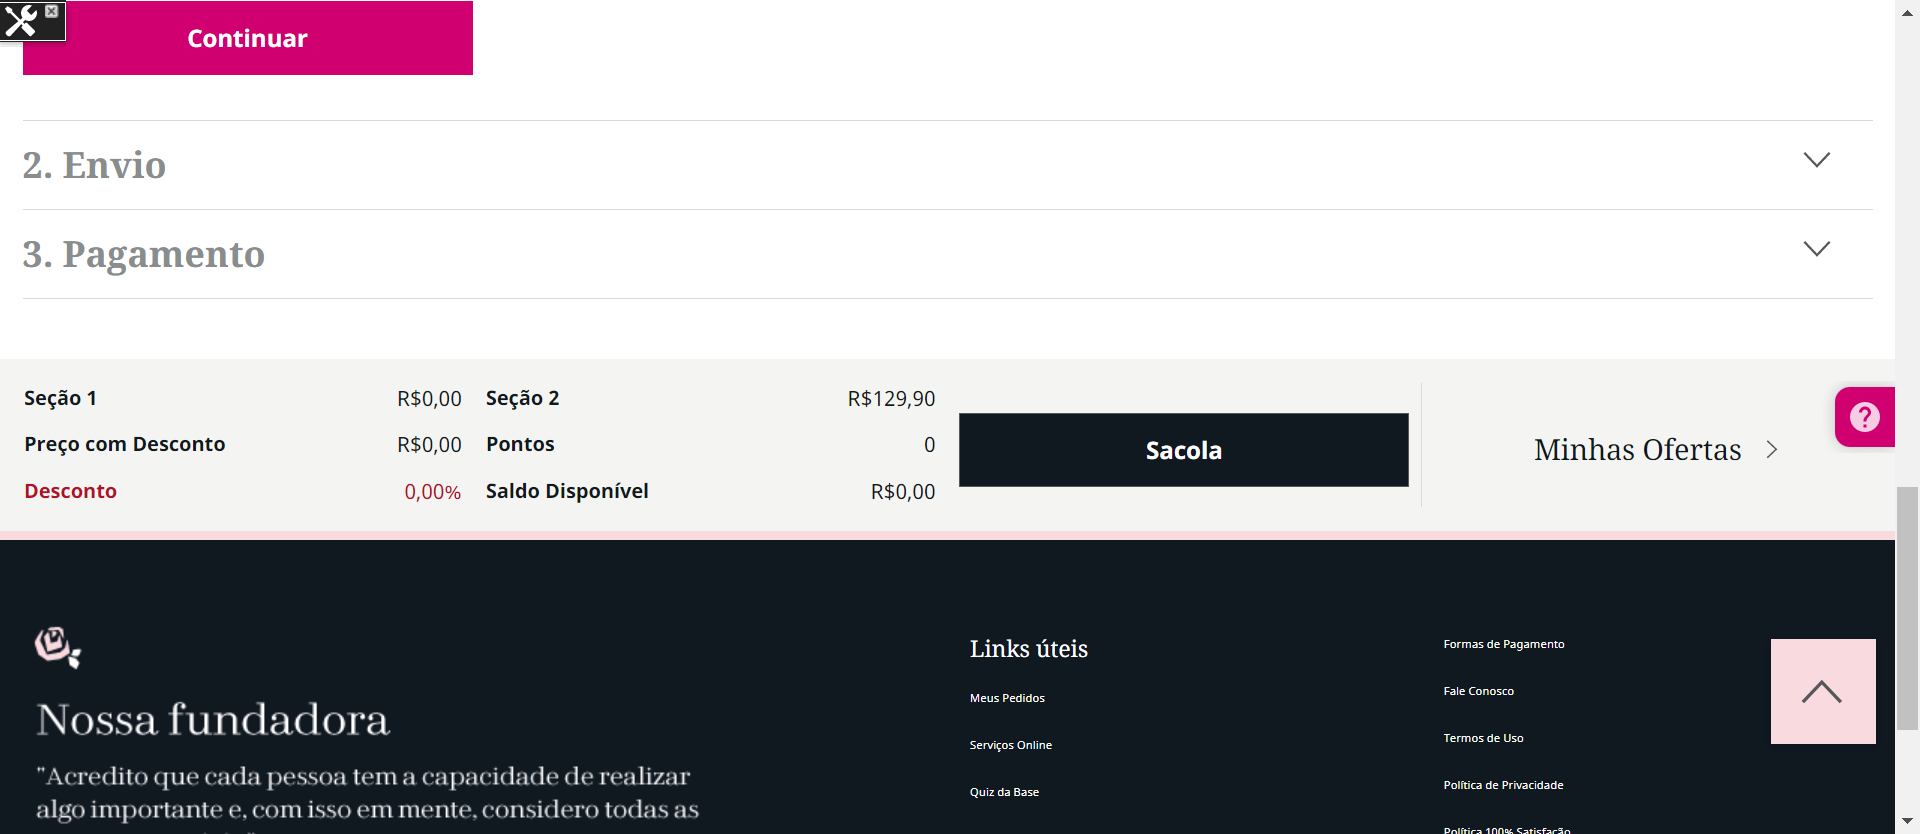 Continuar
2. Envio
3. Pagamento
Seção 1 R$0,00 Seção 2 R$129,90
Preço com Desconto R$0,00 Pontos 0
Desconto 0,00% Saldo Disponível R$0,00
Sacola
Minhas Ofertas
?
Nossa fundadora
"Acredito que cada pessoa tem a capacidade de realizar
algo importante e, com isso em mente, considero todas as
Links úteis
Meus Pedidos
Serviços Online
Quiz da Base
Formas de Pagamento
Fale Conosco
Termos de Uso
Política de Privacidade
Política 100% Satisfação